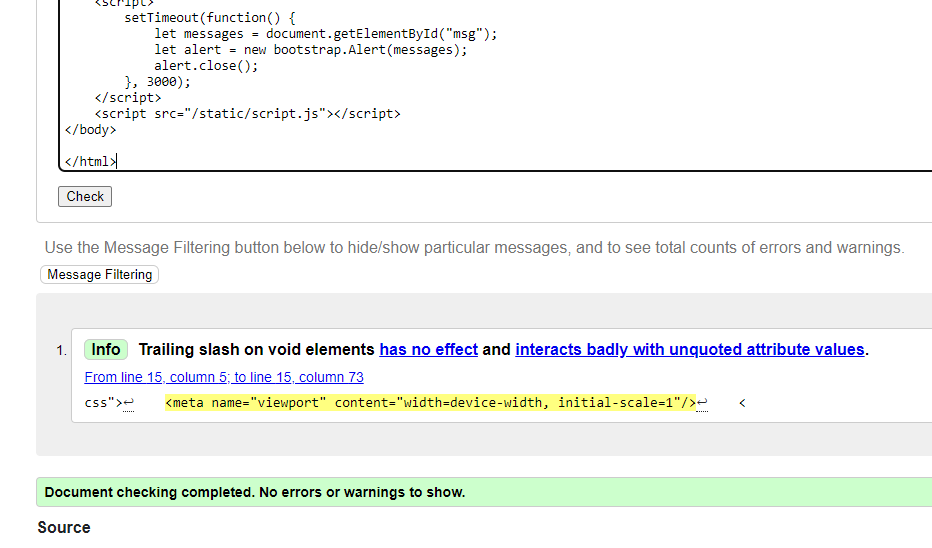 <script>
setTimeout(function() {
let messages = document.getElementById("msg");
let alert = new bootstrap.Alert(messages);
alert.close();
}, 3000);
</script>
<script src="/static/script.js"></script>
</body>
</html>
Check
Use the Message Filtering button below to hide/show particular messages, and to see total counts of errors and warnings.
Message Filtering
1. Info Trailing slash on void elements has no effect and interacts badly with unquoted attribute values.
From line 15, column 5; to line 15, column 73
css">↩ <meta name="viewport" content="width=device-width, initial-scale=1"/>↩ <
Document checking completed. No errors or warnings to show.
Source